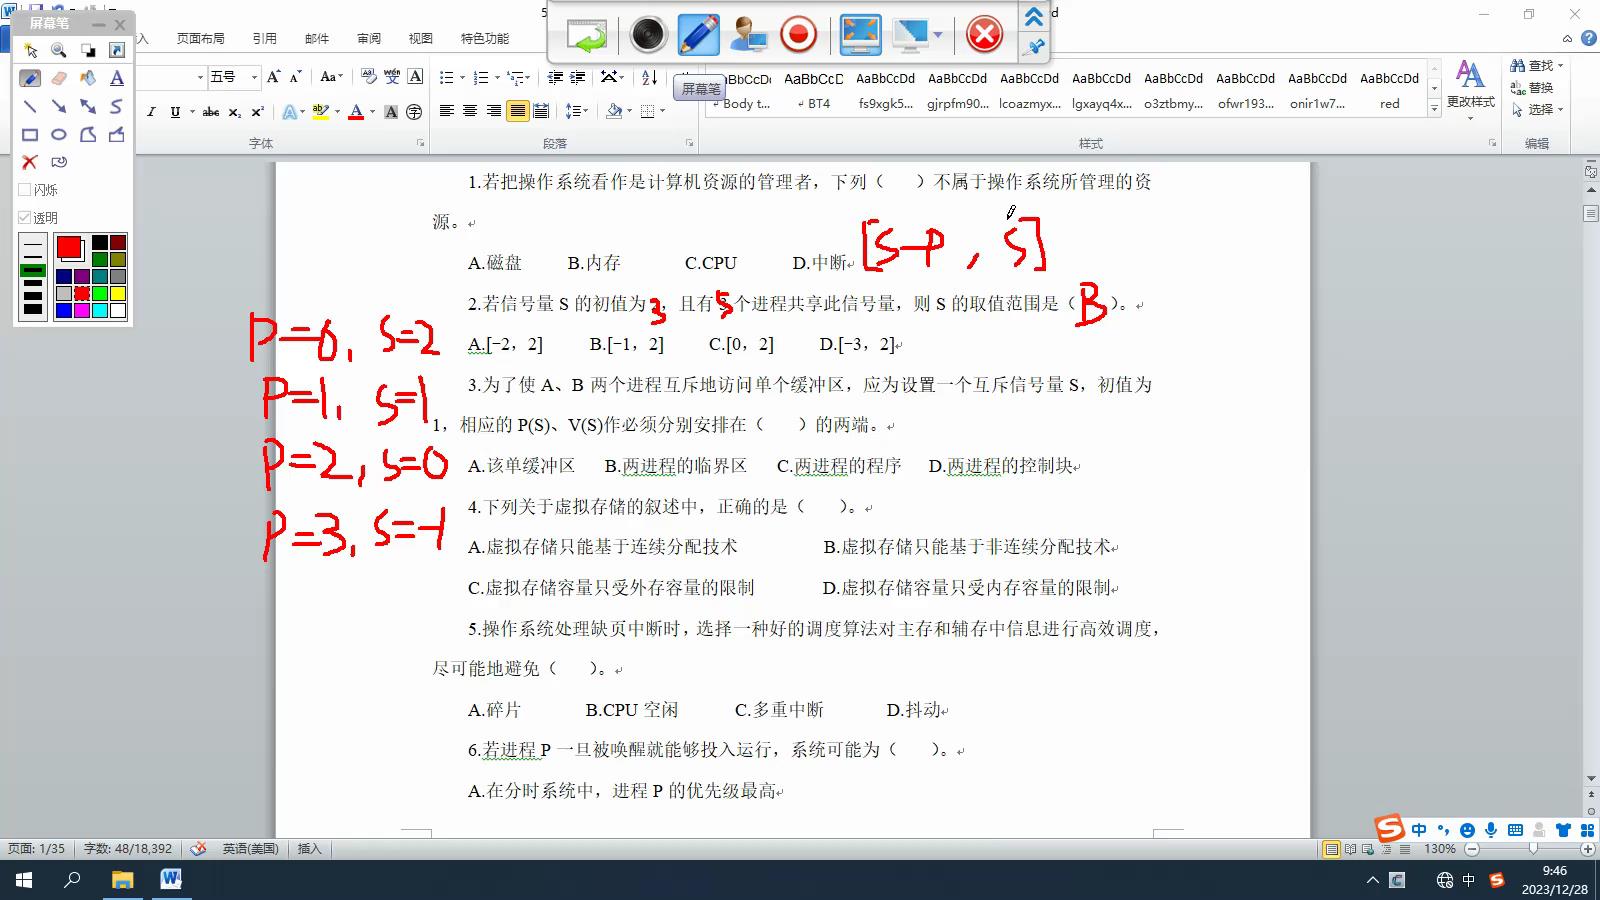 屏幕笔
入 页面布局 引用 邮件 审阅 视图 特色功能
五号
闪烁
透明
字体 段落 样式 编辑
屏幕笔
AaBbCcDd AaBbCcDd AaBbCcDd AaBbCcDd AaBbCcDd AaBbCcDd AaBbCcDd AaBbCcDd
Body t... BT4 fs9xgk5... gjrpfm90... lcoazmyx... lgxayq4x... o3ztbmy... ofwr193... onir1w7... red
更改样式
查找
替换
选择
1.若把操作系统看作是计算机资源的管理者，下列（ ）不属于操作系统所管理的资
源。
A.磁盘 B.内存 C.CPU D.中断
[S-P , S]
2.若信号量 S 的初值为 3，且有 5 个进程共享此信号量，则 S 的取值范围是（B）。
A.[−2，2] B.[−1，2] C.[0，2] D.[−3，2]
P=0, S=2
P=1, S=1
P=2, S=0
P=3, S=-1
3.为了使 A、B 两个进程互斥地访问单个缓冲区，应为设置一个互斥信号量 S，初值为
1，相应的 P(S)、V(S)作必须分别安排在（ ）的两端。
A.该单缓冲区 B.两进程的临界区 C.两进程的程序 D.两进程的控制块
4.下列关于虚拟存储的叙述中，正确的是（ ）。
A.虚拟存储只能基于连续分配技术 B.虚拟存储只能基于非连续分配技术
C.虚拟存储容量只受外存容量的限制 D.虚拟存储容量只受内存容量的限制
5.操作系统处理缺页中断时，选择一种好的调度算法对主存和辅存中信息进行高效调度，
尽可能地避免（ ）。
A.碎片 B.CPU 空闲 C.多重中断 D.抖动
6.若进程 P 一旦被唤醒就能够投入运行，系统可能为（ ）。
A.在分时系统中，进程 P 的优先级最高
页面: 1/35 字数: 48/18,392 英语(美国) 插入 130%
中
9:46
2023/12/28